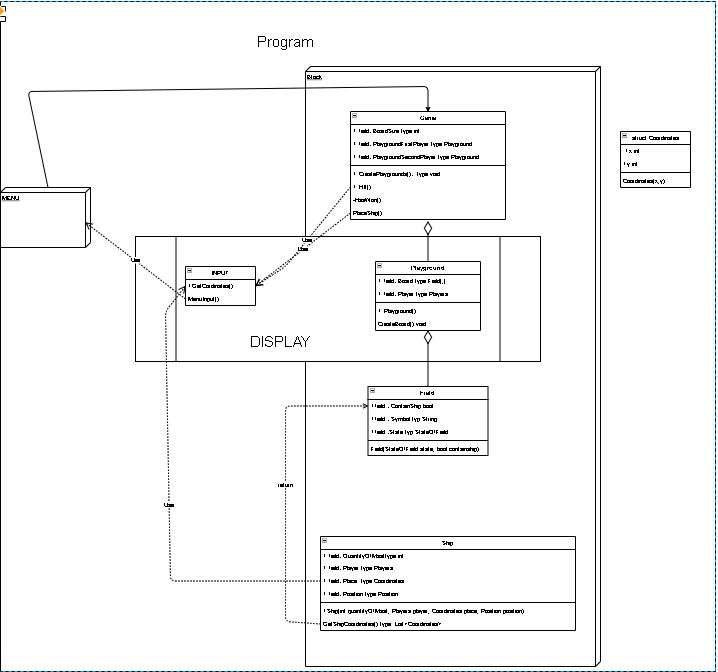 Program
Block
Game
+ field: BoardSize type int
+ field: PlaygroundFirstPlayer type Playground
+ field: PlaygroundSecondPlayer type Playground
+ CreatePlaygrounds(): type void
+ Hit()
PlaceShip()
struct Coordinates
+ x int
+ y int
Coordinates(x,y)
MENU
Use
Use
Use
INPUT
+ GetCordinates()
MenuInput()
Playground
+ field: Board type Field[,]
+ field: Player type Players
+ Playground()
CreateBoard() void
DISPLAY
Field
+ field : ContainShip bool
+ field : Symbol typ String
+ field :State typ StateOfField
Field(StateOfField state, bool containship)
return
Use
Ship
+ field: QuantityOfMast type int
+ field: Player type Players
+ field: Place type Coordinates
+ field: Position type Position
+ Ship(int quantityOfMast, Players player, Coordinates place, Position position)
GetShipCoordinates() type List<Coordinates>